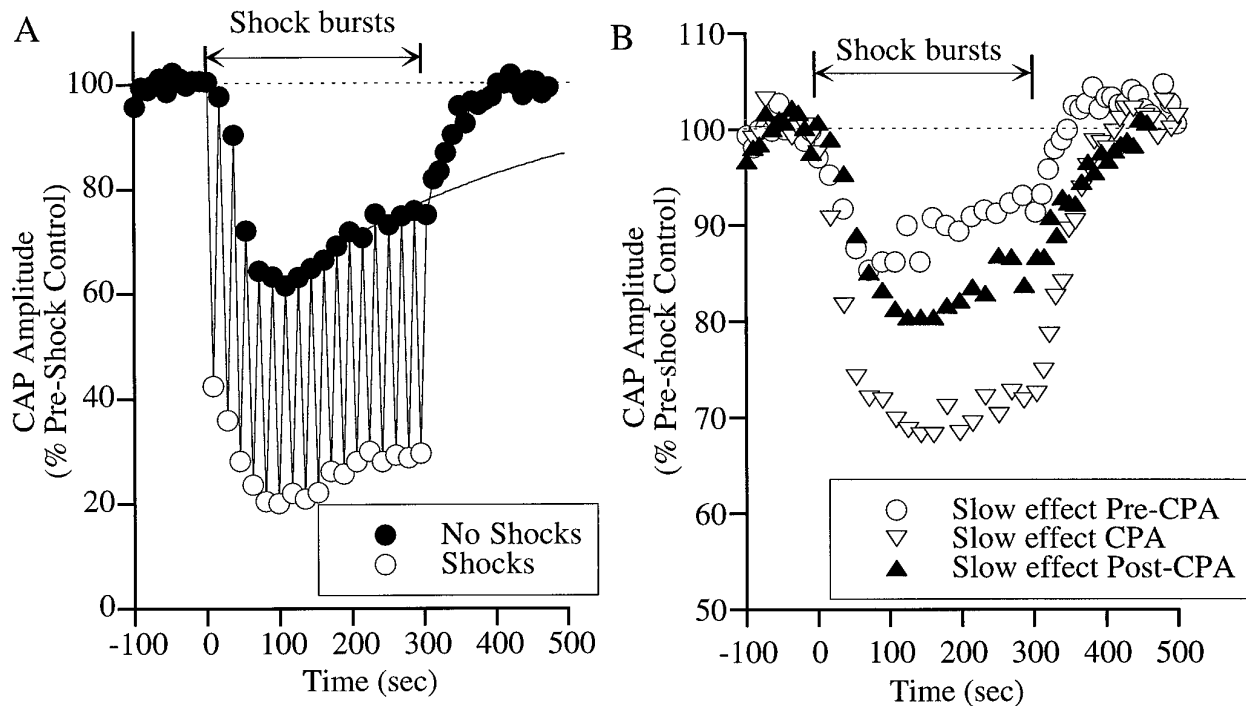 A
Shock bursts
CAP Amplitude
(% Pre-Shock Control)
100
80
60
40
20
0
-100 0 100 200 300 400 500
Time (sec)
No Shocks
Shocks
B
Shock bursts
CAP Amplitude
(% Pre-shock Control)
110
100
90
80
70
60
50
-100 0 100 200 300 400 500
Time (sec)
Slow effect Pre-CPA
Slow effect CPA
Slow effect Post-CPA